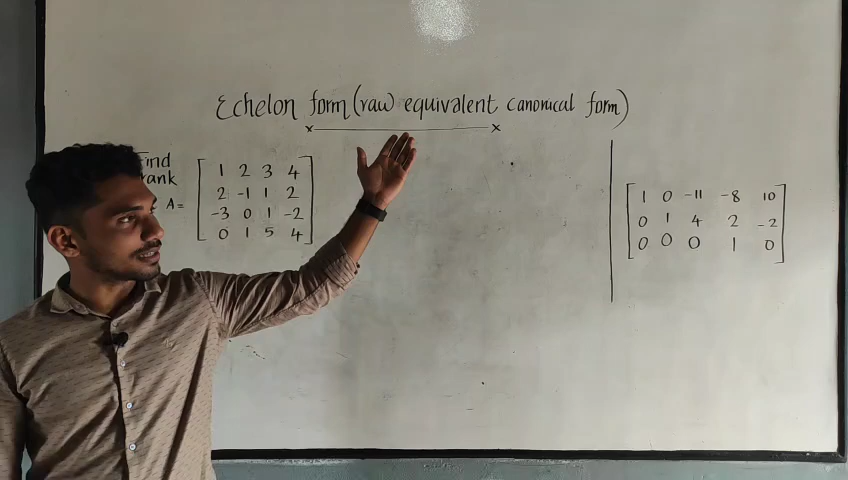 Echelon form (raw equivalent canonical form)
Find
rank
A=
1 2 3 4
2 -1 1 2
-3 0 1 -2
0 1 5 4
1 0 -11 -8 10
0 1 4 2 -2
0 0 0 1 0